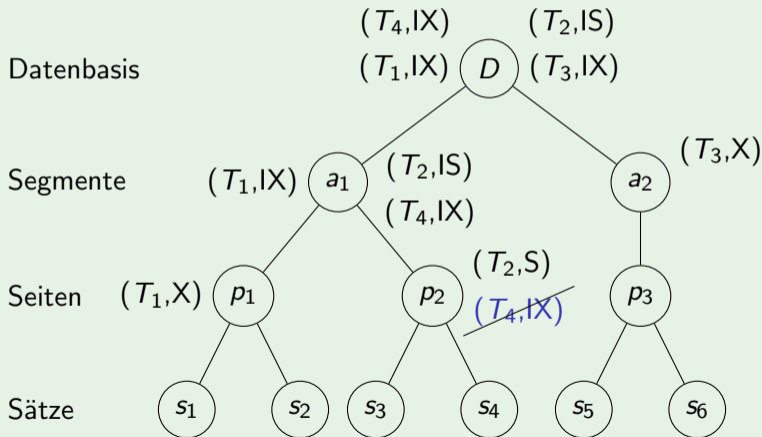 (T4,IX) (T2,IS)
Datenbasis (T1,IX) D (T3,IX)
(T3,X)
Segmente (T1,IX) a1 (T2,IS) a2
(T4,IX)
(T2,S)
Seiten (T1,X) p1 p2 (T4,IX) p3
Sätze s1 s2 s3 s4 s5 s6